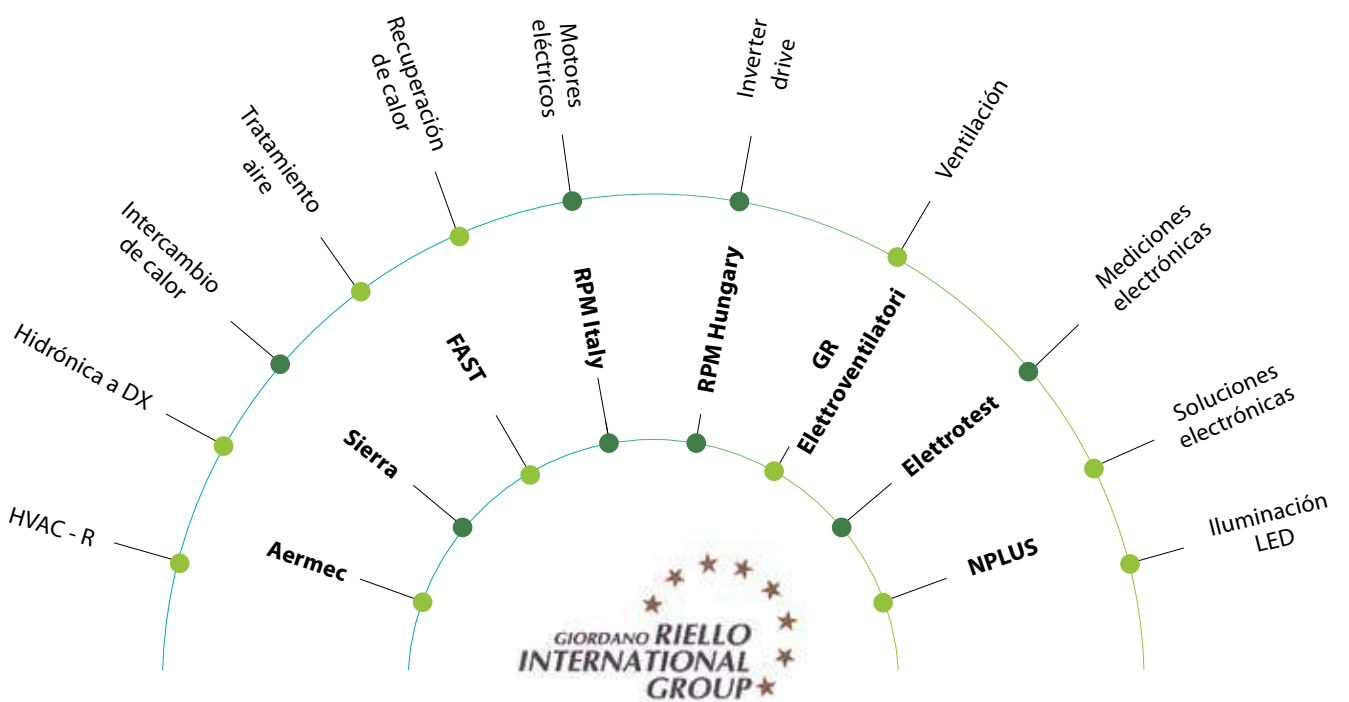 HVAC - R
Hidrónica a DX
Intercambio
de calor
Tratamiento
aire
Recuperación
de calor
Motores
eléctricos
Inverter
drive
Ventilación
Mediciones
electrónicas
Soluciones
electrónicas
Iluminación
LED
Aermec
Sierra
FAST
RPM Italy
RPM Hungary
GR
Elettroventilatori
Elettrotest
NPLUS
GIORDANO RIELLO
INTERNATIONAL
GROUP